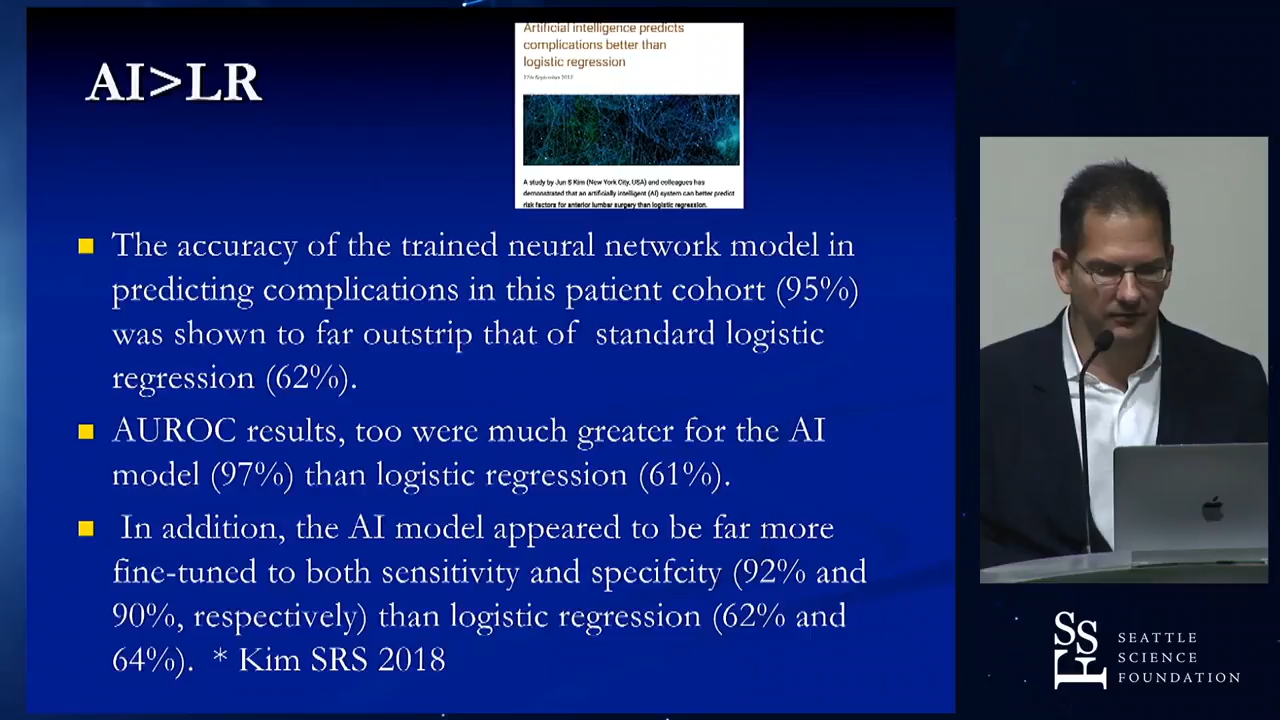 Artificial intelligence predicts
complications better than
logistic regression
AI>LR
A study by Jun S Kim (New York City, USA) and colleagues has
demonstrated that an artificially intelligent (AI) system can better predict
risk factors for anterior lumbar surgery than logistic regression.
The accuracy of the trained neural network model in
predicting complications in this patient cohort (95%)
was shown to far outstrip that of standard logistic
regression (62%).
AUROC results, too were much greater for the AI
model (97%) than logistic regression (61%).
In addition, the AI model appeared to be far more
fine-tuned to both sensitivity and specifcity (92% and
90%, respectively) than logistic regression (62% and
64%). * Kim SRS 2018
SSF
SEATTLE
SCIENCE
FOUNDATION